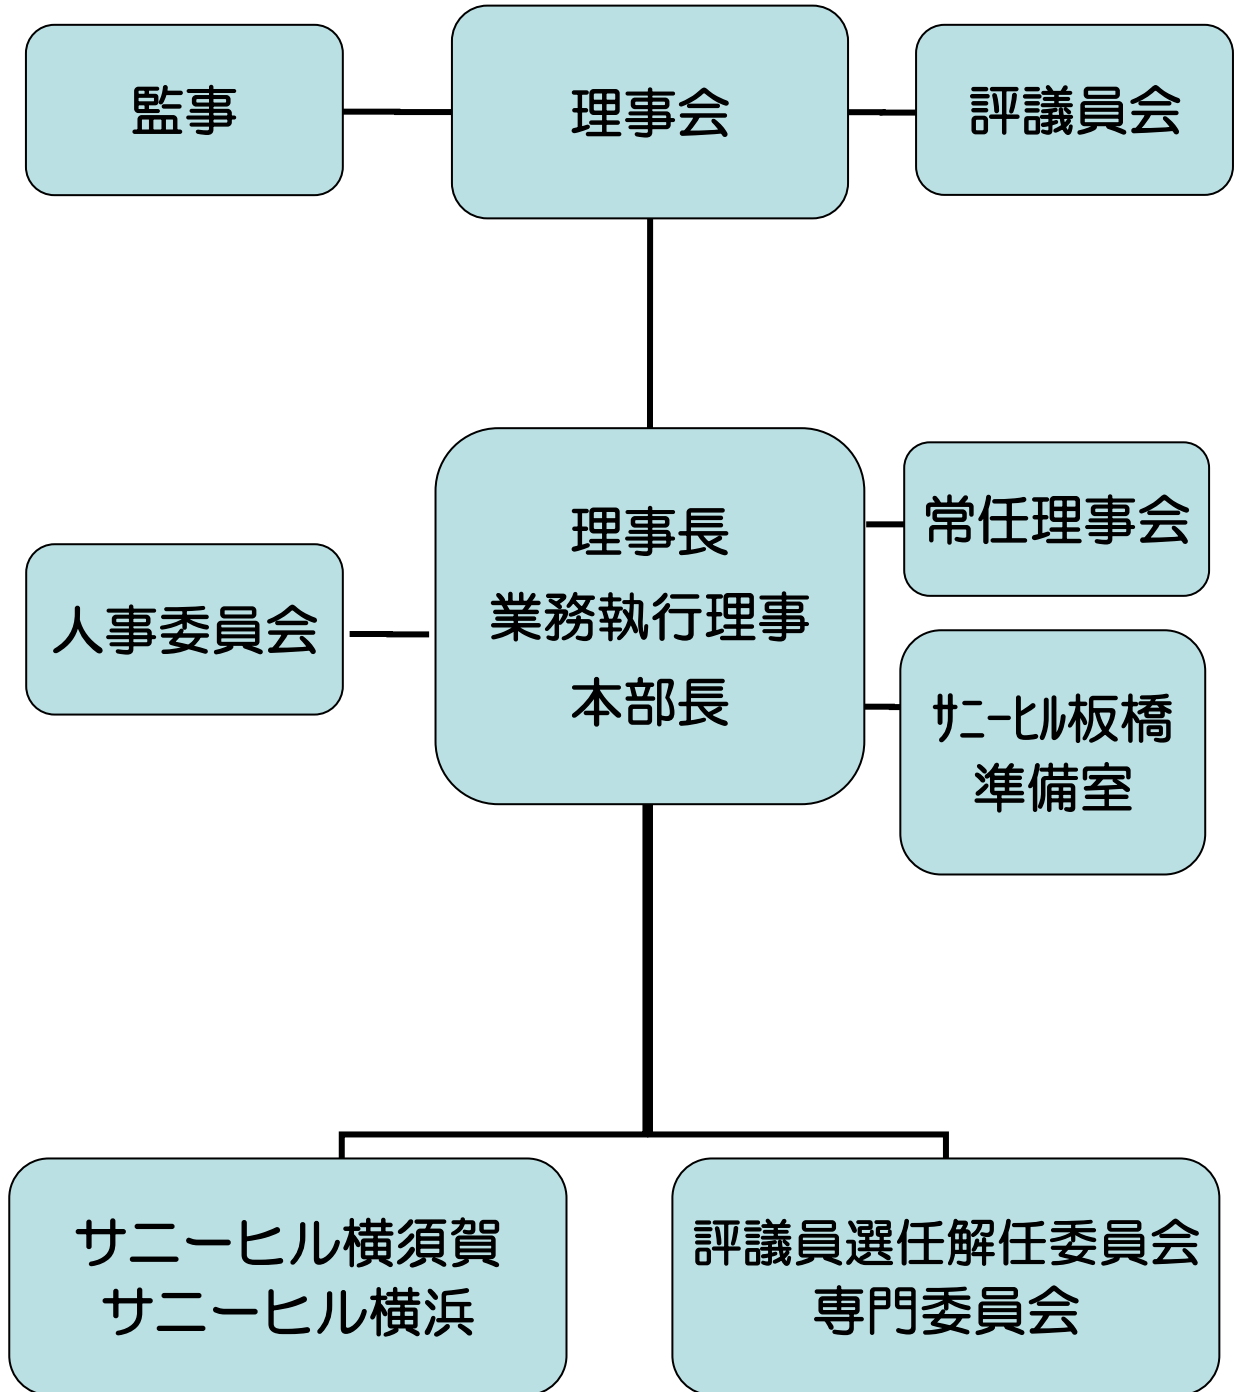 監事
理事会
評議員会
理事長
業務執行理事
本部長
常任理事会
人事委員会
ｻﾆｰﾋﾙ板橋
準備室
サニーヒル横須賀
サニーヒル横浜
評議員選任解任委員会
専門委員会